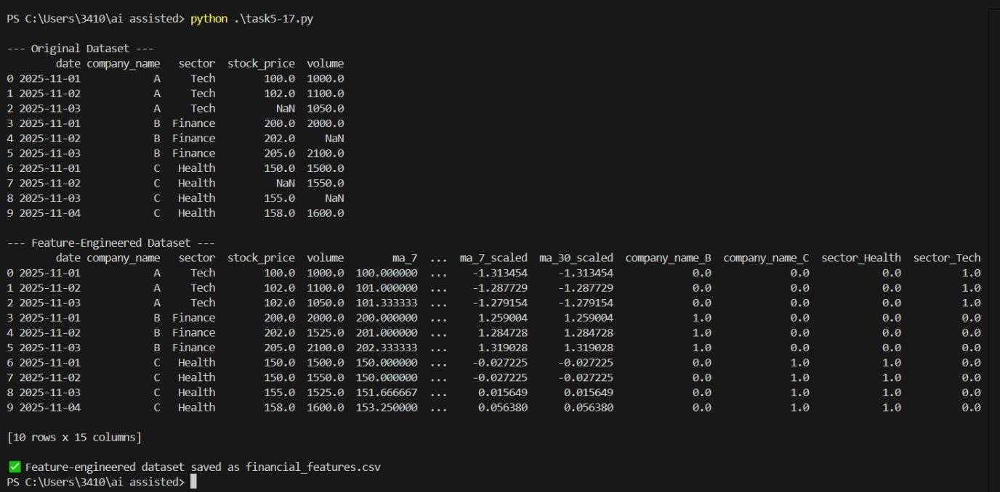 PS C:\Users\3410\ai assisted> python .\task5-17.py
--- Original Dataset ---
        date company_name   sector  stock_price  volume
0 2025-11-01            A     Tech        100.0  1000.0
1 2025-11-02            A     Tech        102.0  1100.0
2 2025-11-03            A     Tech          NaN  1050.0
3 2025-11-01            B  Finance        200.0  2000.0
4 2025-11-02            B  Finance        202.0     NaN
5 2025-11-03            B  Finance        205.0  2100.0
6 2025-11-01            C   Health        150.0  1500.0
7 2025-11-02            C   Health          NaN  1550.0
8 2025-11-03            C   Health        155.0     NaN
9 2025-11-04            C   Health        158.0  1600.0
--- Feature-Engineered Dataset ---
        date company_name   sector  stock_price  volume        ma_7  ...  ma_7_scaled  ma_30_scaled  company_name_B  company_name_C  sector_Health  sector_Tech
0 2025-11-01            A     Tech        100.0  1000.0  100.000000  ...    -1.313454     -1.313454             0.0             0.0            0.0          1.0
1 2025-11-02            A     Tech        102.0  1100.0  101.000000  ...    -1.287729     -1.287729             0.0             0.0            0.0          1.0
2 2025-11-03            A     Tech        102.0  1050.0  101.333333  ...    -1.279154     -1.279154             0.0             0.0            0.0          1.0
3 2025-11-01            B  Finance        200.0  2000.0  200.000000  ...     1.259004      1.259004             1.0             0.0            0.0          0.0
4 2025-11-02            B  Finance        202.0  1525.0  201.000000  ...     1.284728      1.284728             1.0             0.0            0.0          0.0
5 2025-11-03            B  Finance        205.0  2100.0  202.333333  ...     1.319028      1.319028             1.0             0.0            0.0          0.0
6 2025-11-01            C   Health        150.0  1500.0  150.000000  ...    -0.027225     -0.027225             0.0             1.0            1.0          0.0
7 2025-11-02            C   Health        150.0  1550.0  150.000000  ...    -0.027225     -0.027225             0.0             1.0            1.0          0.0
8 2025-11-03            C   Health        155.0  1525.0  151.666667  ...     0.015649      0.015649             0.0             1.0            1.0          0.0
9 2025-11-04            C   Health        158.0  1600.0  153.250000  ...     0.056380      0.056380             0.0             1.0            1.0          0.0
[10 rows x 15 columns]
✅ Feature-engineered dataset saved as financial_features.csv
PS C:\Users\3410\ai assisted>